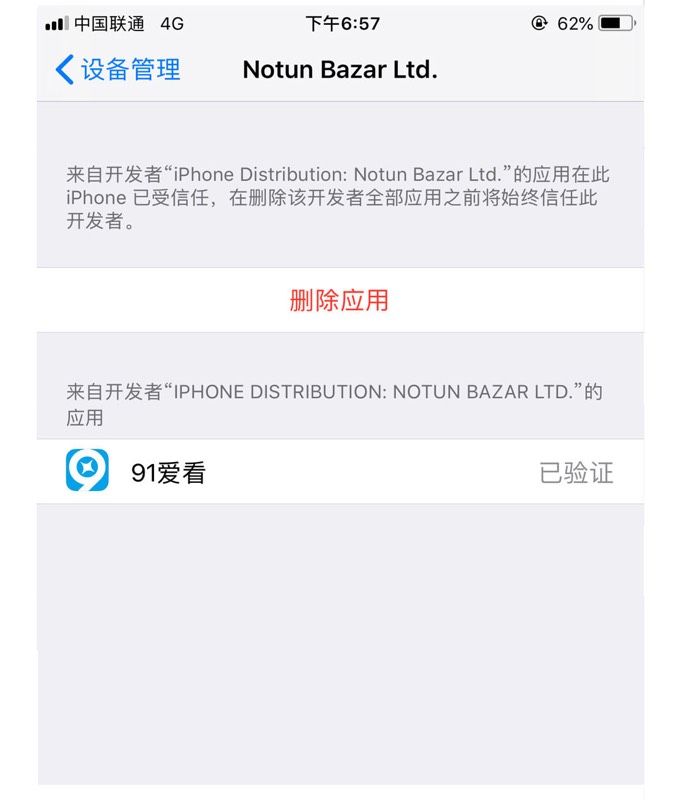 中国联通 4G 下午6:57 62%
设备管理 Notun Bazar Ltd.
来自开发者“iPhone Distribution: Notun Bazar Ltd.”的应用在此
iPhone 已受信任，在删除该开发者全部应用之前将始终信任此
开发者。
删除应用
来自开发者“IPHONE DISTRIBUTION: NOTUN BAZAR LTD.”的
应用
91爱看 已验证